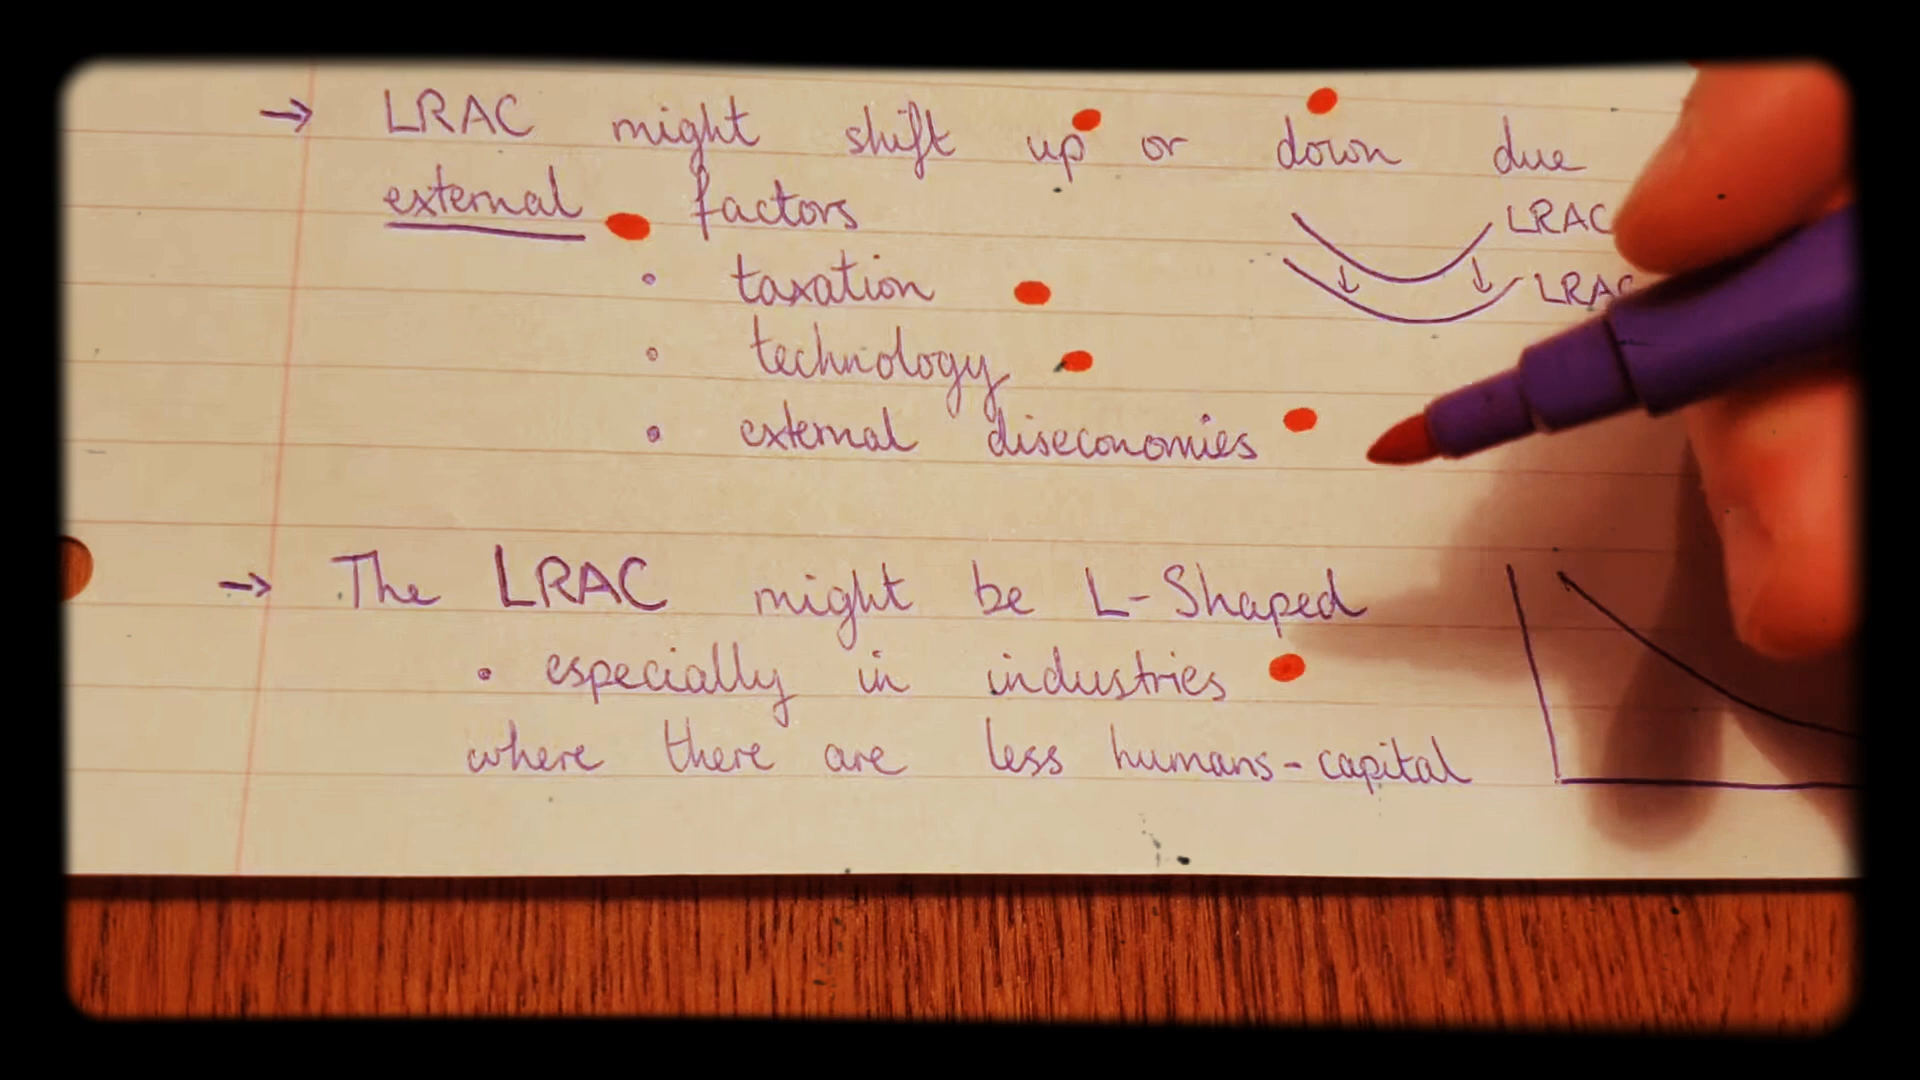 → LRAC might shift up or down due
external factors
LRAC
• taxation
LRAC
• technology
• external diseconomies
→ The LRAC might be L-Shaped
• especially in industries
where there are less humans-capital